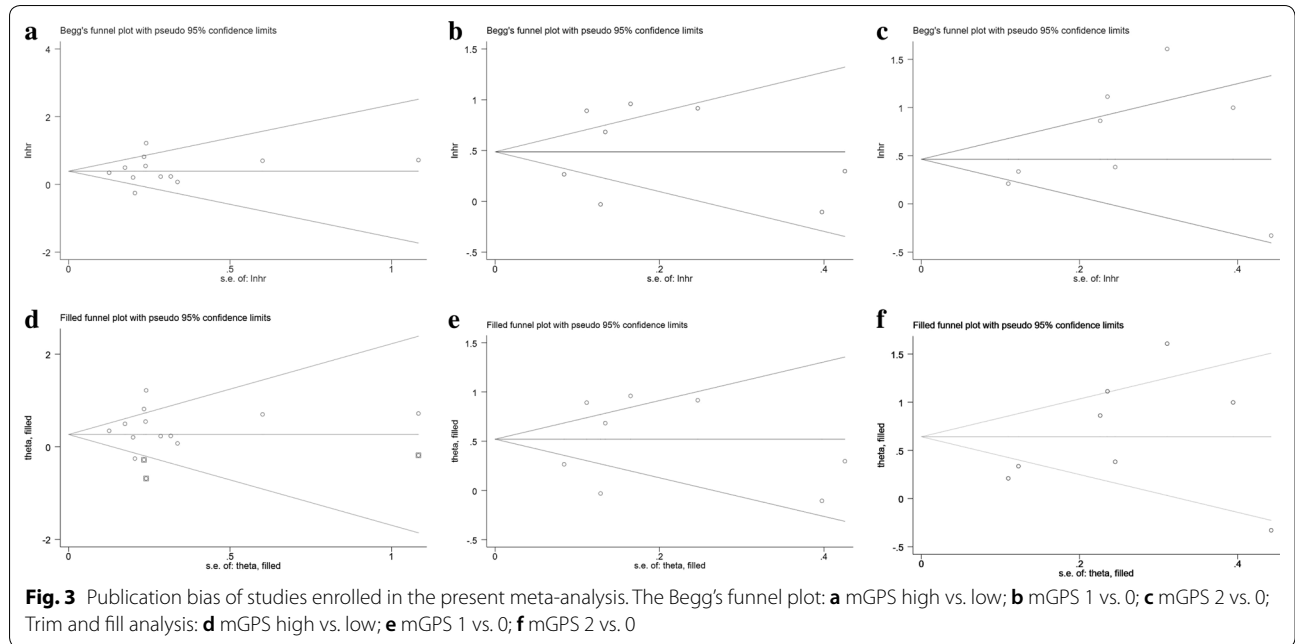 a
Begg's funnel plot with pseudo 95% confidence limits
4
2
0
-2
lnhr
0
.5
1
s.e. of: lnhr
b
Begg's funnel plot with pseudo 95% confidence limits
1.5
1
.5
0
-.5
lnhr
0
.2
.4
s.e. of: lnhr
c
Begg's funnel plot with pseudo 95% confidence limits
1.5
1
.5
0
-.5
lnhr
0
.2
.4
s.e. of: lnhr
d
Filled funnel plot with pseudo 95% confidence limits
2
0
-2
theta, filled
0
.5
1
s.e. of: theta, filled
e
Filled funnel plot with pseudo 95% confidence limits
1.5
1
.5
0
-.5
theta, filled
0
.2
.4
s.e. of: theta, filled
f
Filled funnel plot with pseudo 95% confidence limits
1.5
1
.5
0
-.5
theta, filled
0
.2
.4
s.e. of: theta, filled
Fig. 3 Publication bias of studies enrolled in the present meta-analysis. The Begg's funnel plot: a mGPS high vs. low; b mGPS 1 vs. 0; c mGPS 2 vs. 0;
Trim and fill analysis: d mGPS high vs. low; e mGPS 1 vs. 0; f mGPS 2 vs. 0